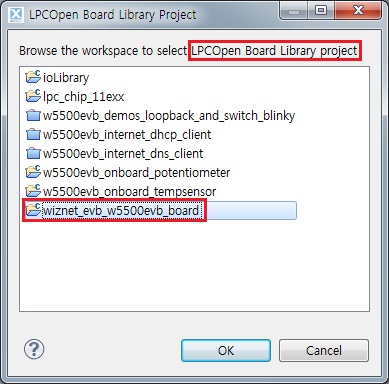 LPCOpen Board Library Project
Browse the workspace to select LPCOpen Board Library project
ioLibrary
lpc_chip_11exx
w5500evb_demos_loopback_and_switch_blinky
w5500evb_internet_dhcp_client
w5500evb_internet_dns_client
w5500evb_onboard_potentiometer
w5500evb_onboard_tempsensor
wiznet_evb_w5500evb_board
OK Cancel